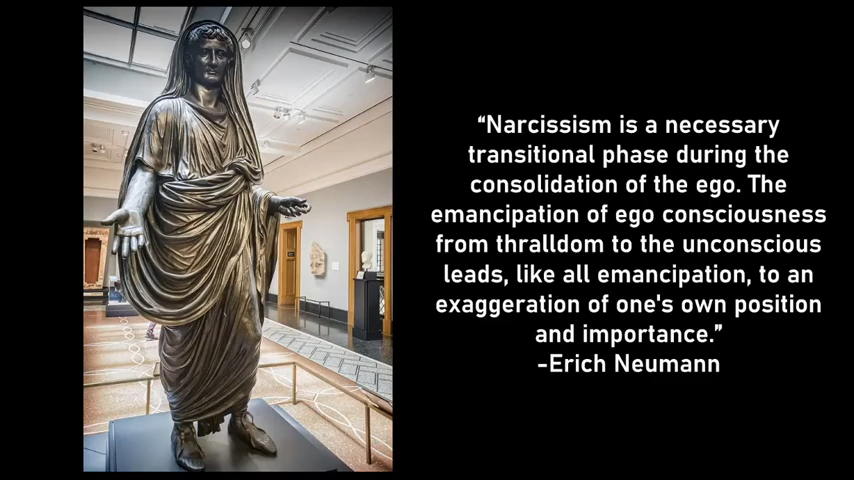 “Narcissism is a necessary
transitional phase during the
consolidation of the ego. The
emancipation of ego consciousness
from thralldom to the unconscious
leads, like all emancipation, to an
exaggeration of one's own position
and importance.”
-Erich Neumann